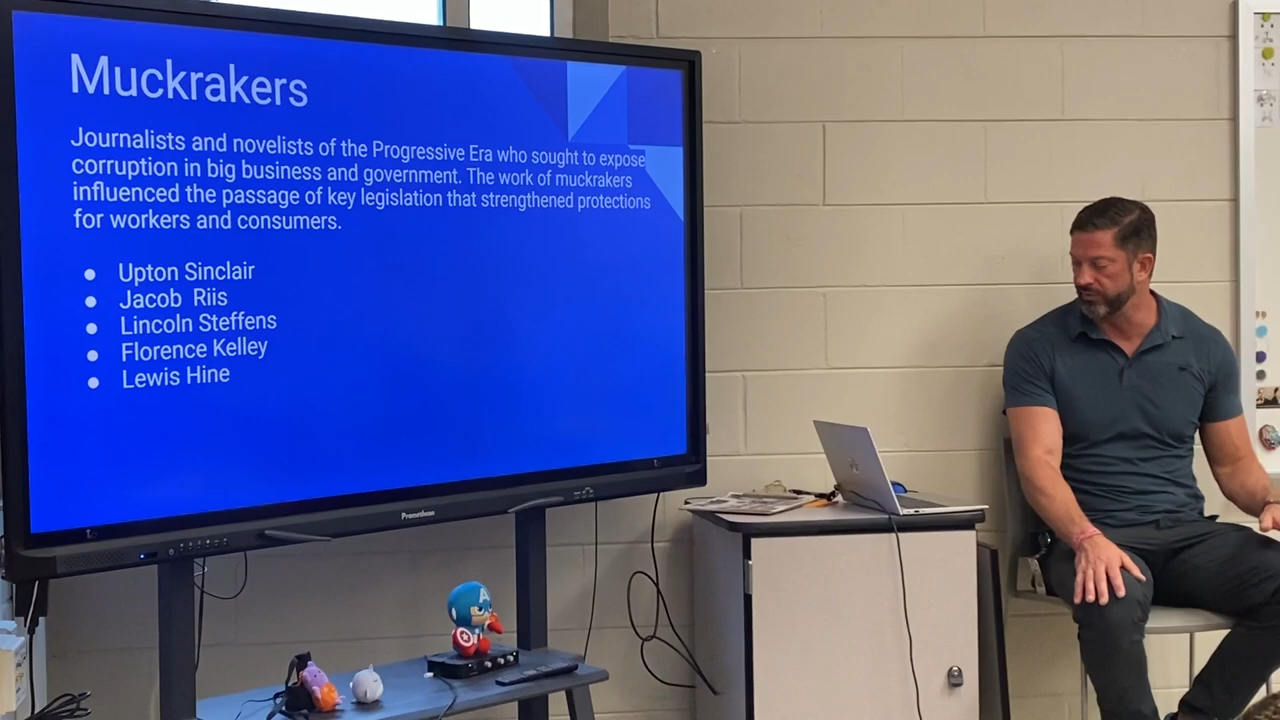 Muckrakers
Journalists and novelists of the Progressive Era who sought to expose
corruption in big business and government. The work of muckrakers
influenced the passage of key legislation that strengthened protections
for workers and consumers.
● Upton Sinclair
● Jacob Riis
● Lincoln Steffens
● Florence Kelley
● Lewis Hine
Promethean
A